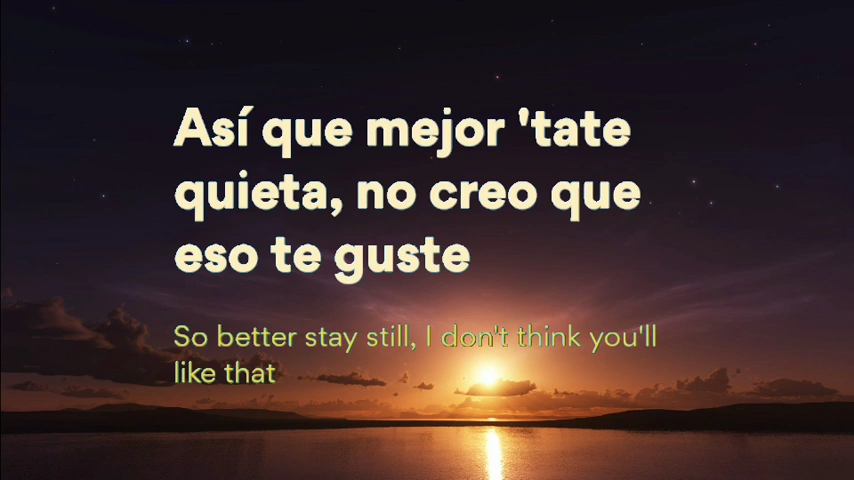 Así que mejor 'tate
quieta, no creo que
eso te guste
So better stay still, I don't think you'll
like that